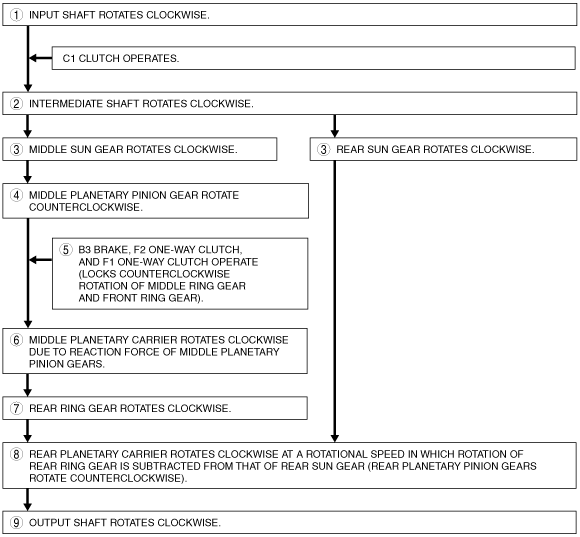 ① INPUT SHAFT ROTATES CLOCKWISE.
C1 CLUTCH OPERATES.
② INTERMEDIATE SHAFT ROTATES CLOCKWISE.
③ MIDDLE SUN GEAR ROTATES CLOCKWISE.
③ REAR SUN GEAR ROTATES CLOCKWISE.
④ MIDDLE PLANETARY PINION GEAR ROTATE
COUNTERCLOCKWISE.
⑤ B3 BRAKE, F2 ONE-WAY CLUTCH,
AND F1 ONE-WAY CLUTCH OPERATE
(LOCKS COUNTERCLOCKWISE
ROTATION OF MIDDLE RING GEAR
AND FRONT RING GEAR).
⑥ MIDDLE PLANETARY CARRIER ROTATES CLOCKWISE
DUE TO REACTION FORCE OF MIDDLE PLANETARY
PINION GEARS.
⑦ REAR RING GEAR ROTATES CLOCKWISE.
⑧ REAR PLANETARY CARRIER ROTATES CLOCKWISE AT A ROTATIONAL SPEED IN WHICH ROTATION OF
REAR RING GEAR IS SUBTRACTED FROM THAT OF REAR SUN GEAR (REAR PLANETARY PINION GEARS
ROTATE COUNTERCLOCKWISE).
⑨ OUTPUT SHAFT ROTATES CLOCKWISE.